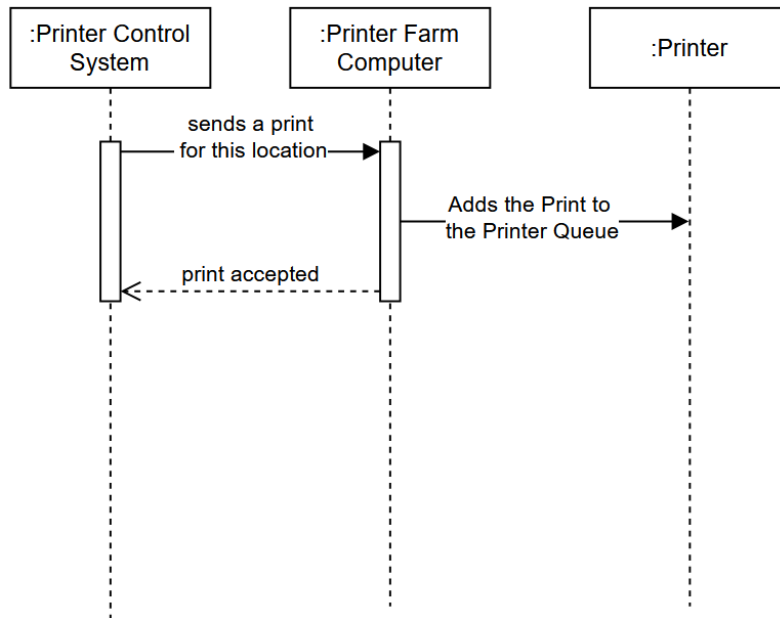 :Printer Control
System
:Printer Farm
Computer
:Printer
sends a print
for this location
Adds the Print to
the Printer Queue
print accepted